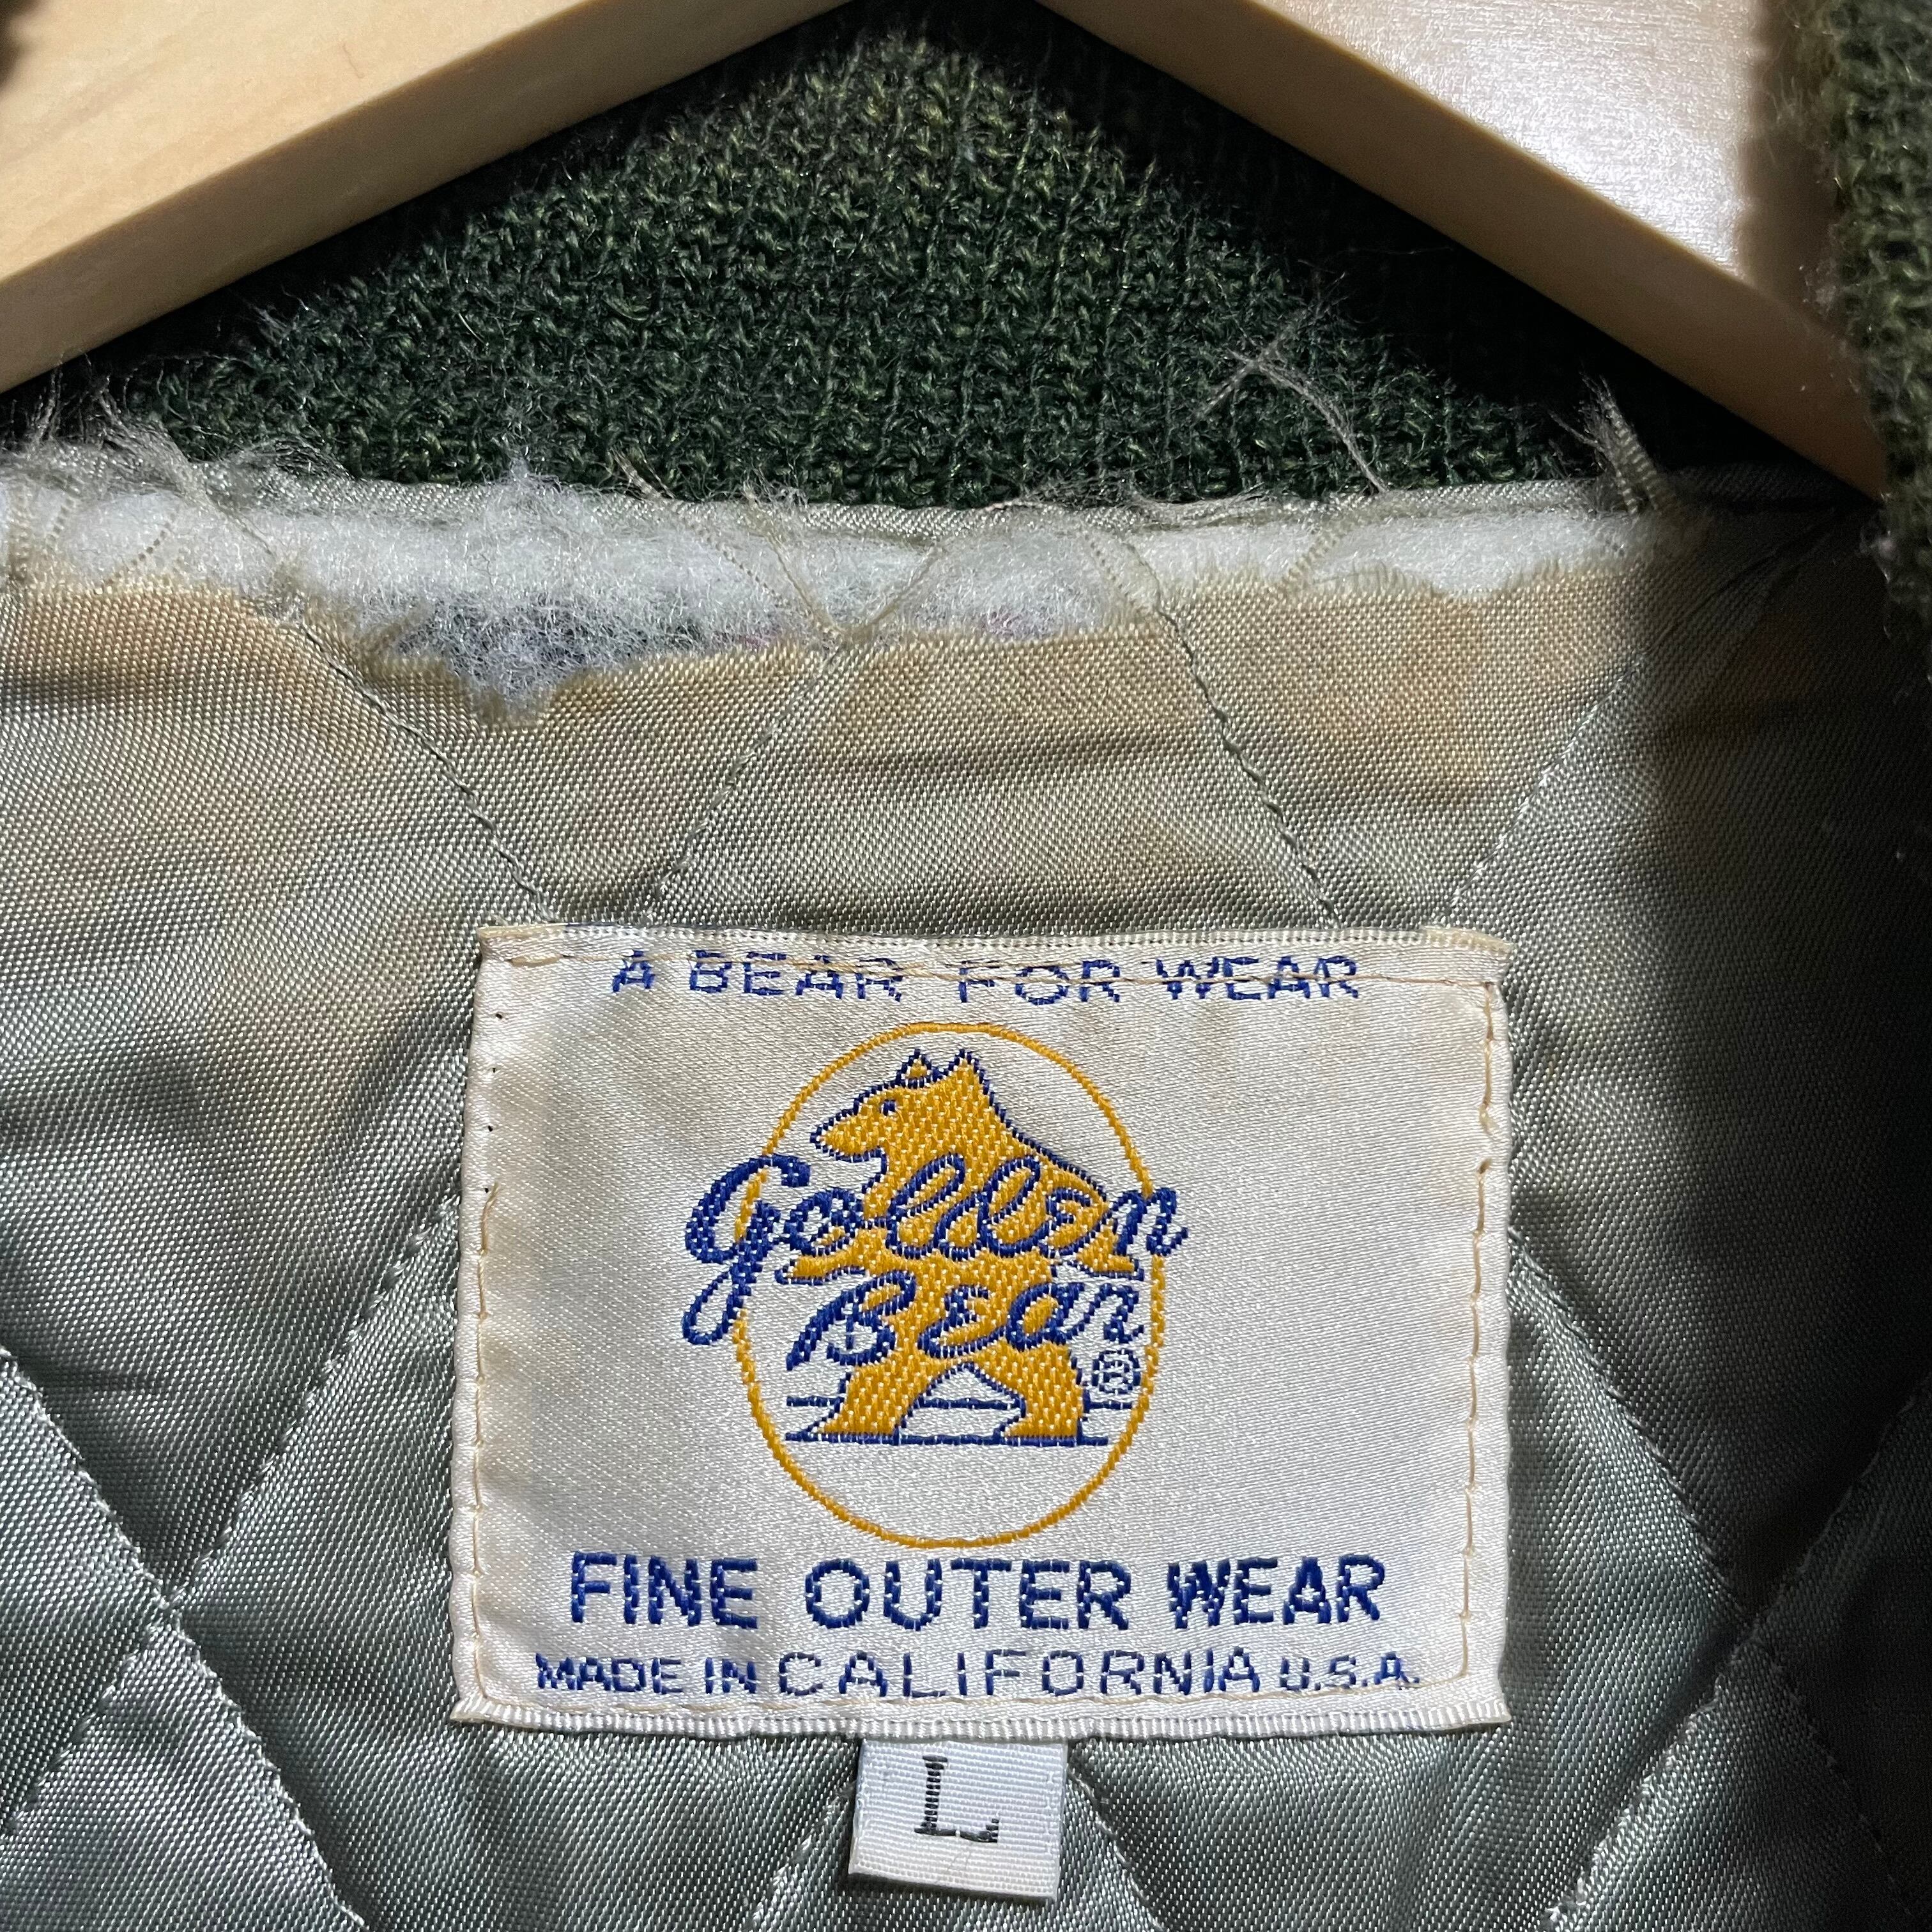 A BEAR FOR WEAR
Golden
Bear®
FINE OUTER WEAR
MADE IN CALIFORNIA U.S.A.
L